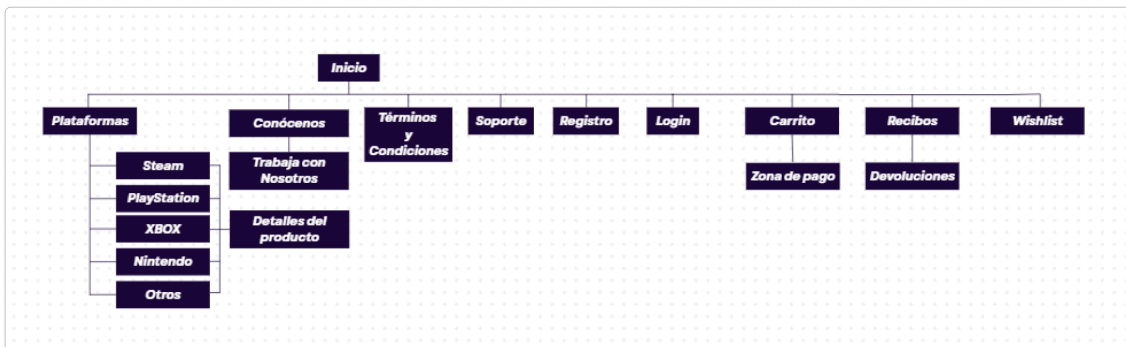 Inicio
Plataformas
Conócenos
Términos
y
Condiciones
Soporte
Registro
Login
Carrito
Recibos
Wishlist
Steam
PlayStation
XBOX
Nintendo
Otros
Trabaja con
Nosotros
Detalles del
producto
Zona de pago
Devoluciones